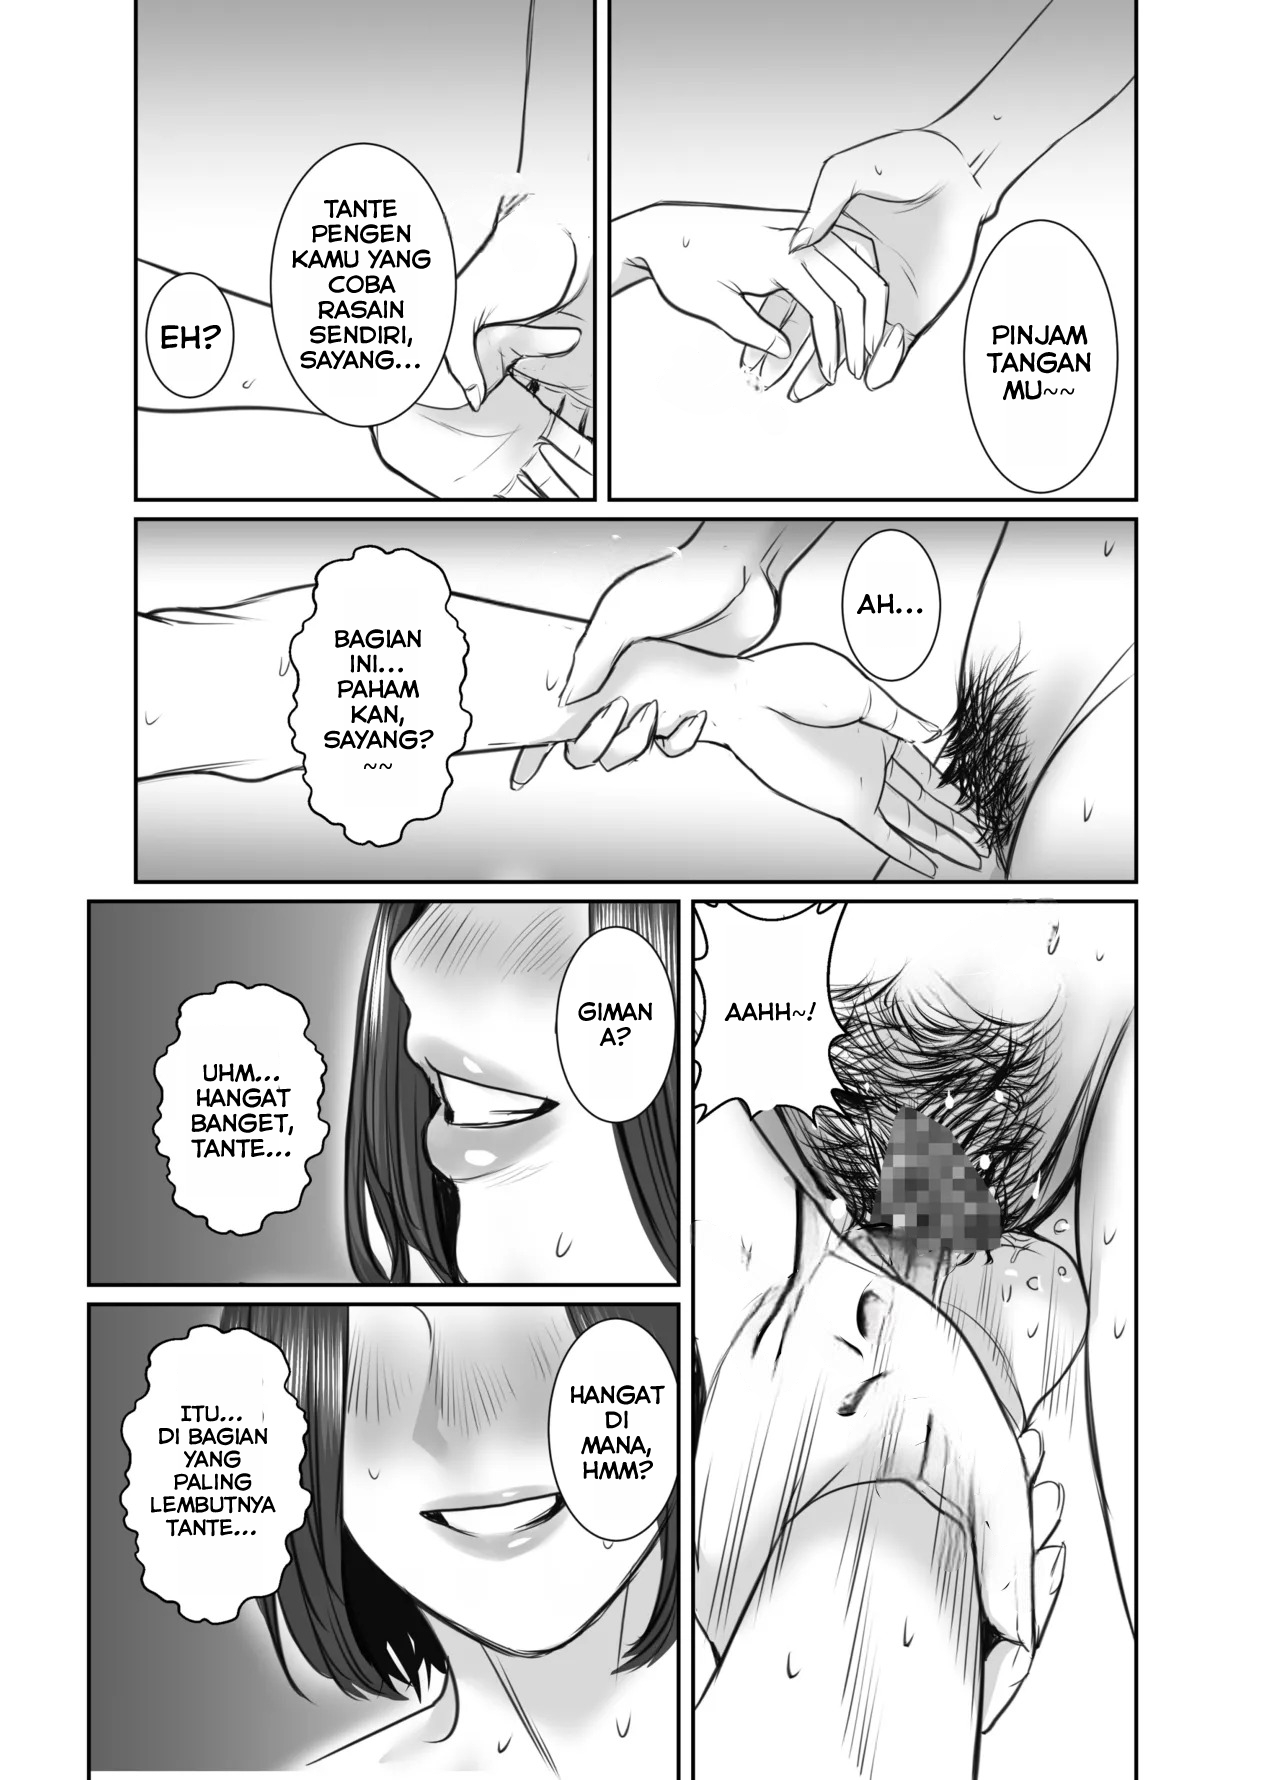 PINJAM
TANGAN
MU~~
TANTE
PENGEN
KAMU YANG
COBA
RASAIN
SENDIRI,
SAYANG...
EH?
AH...
BAGIAN
INI...
PAHAM
KAN,
SAYANG?
~~
AAHH~!
GIMAN
A?
UHM...
HANGAT
BANGET,
TANTE...
HANGAT
DI
MANA,
HMM?
ITU...
DI BAGIAN
YANG
PALING
LEMBUTNYA
TANTE...